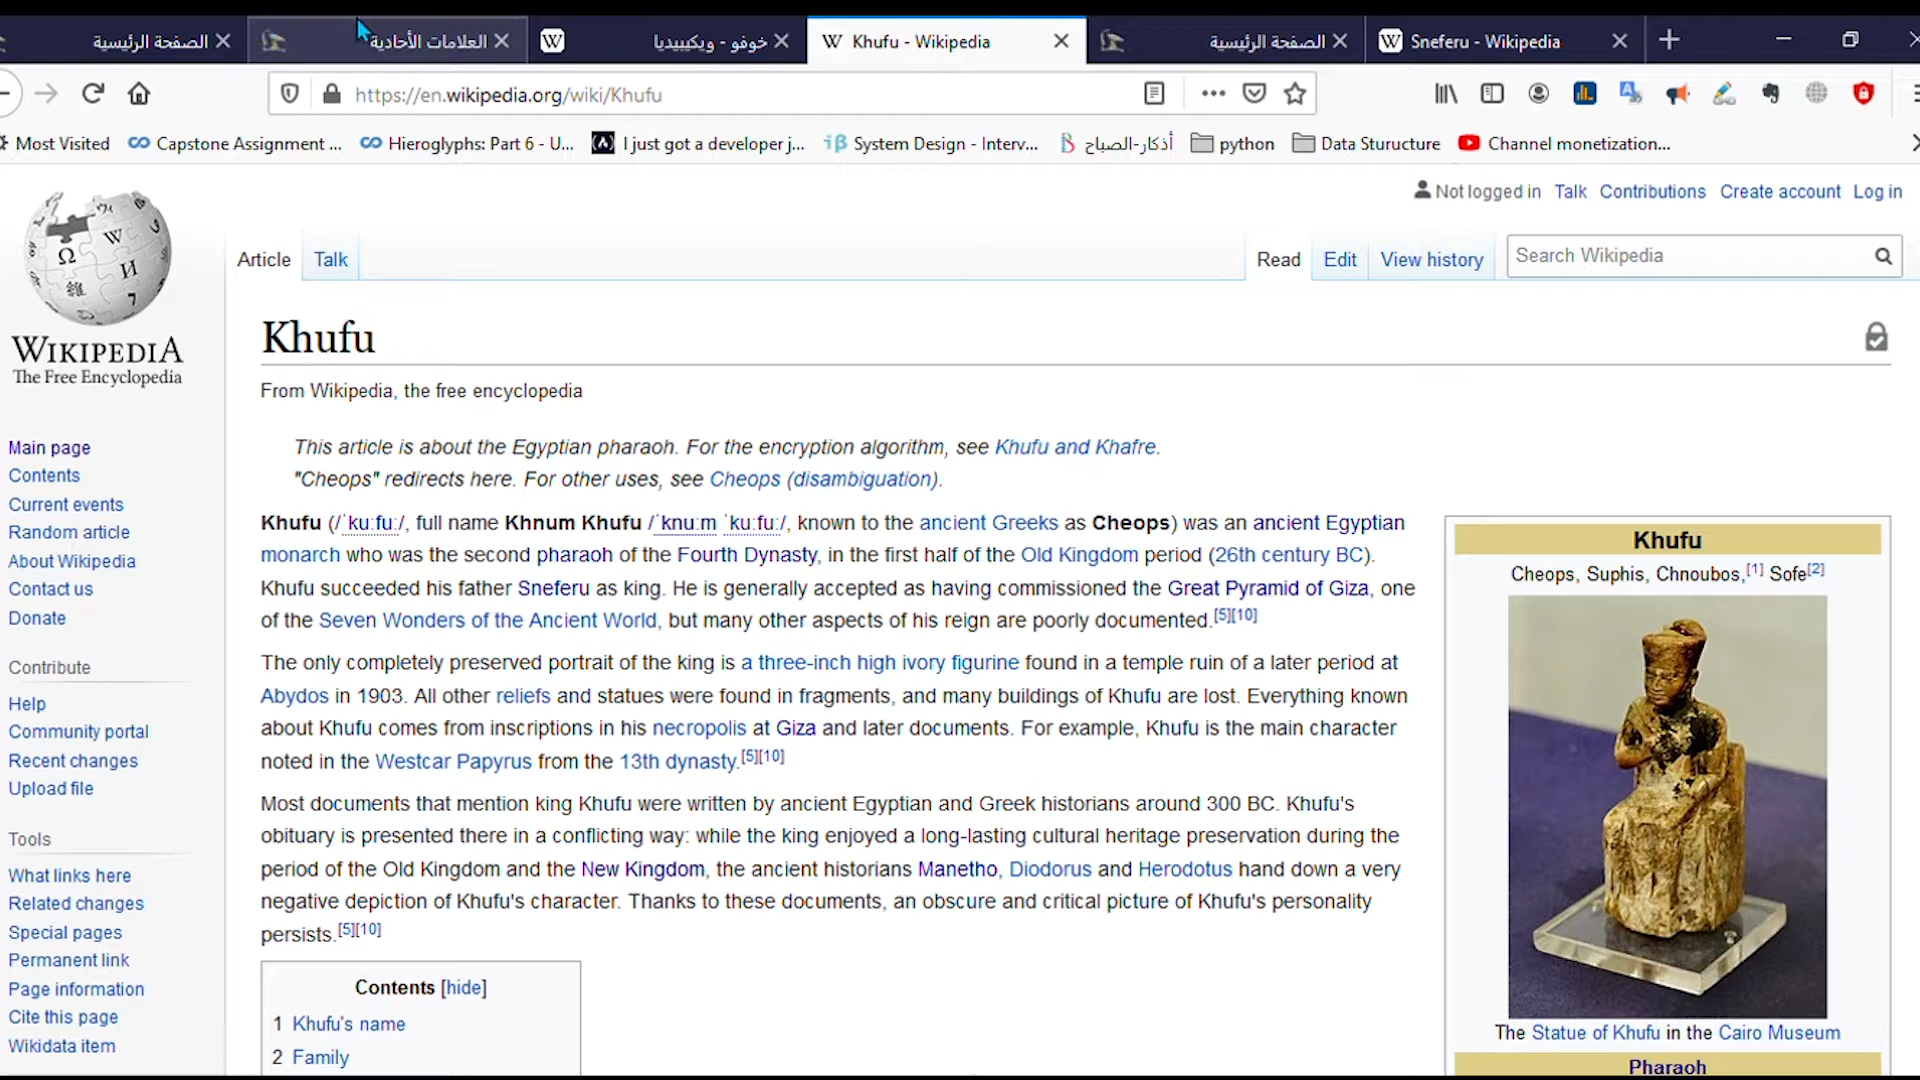 الصفحة الرئيسية
العلامات الأحادية
خوفو - ويكيبيديا
Khufu - Wikipedia
الصفحة الرئيسية
Sneferu - Wikipedia
https://en.wikipedia.org/wiki/Khufu
Most Visited
Capstone Assignment ...
Hieroglyphs: Part 6 - U...
I just got a developer j...
System Design - Interv...
أذكار-الصباح
python
Data Sturucture
Channel monetization...
Not logged in Talk Contributions Create account Log in
Article Talk
Read Edit View history
Search Wikipedia
WIKIPEDIA
The Free Encyclopedia
Main page
Contents
Current events
Random article
About Wikipedia
Contact us
Donate
Contribute
Help
Community portal
Recent changes
Upload file
Tools
What links here
Related changes
Special pages
Permanent link
Page information
Cite this page
Wikidata item
Khufu
From Wikipedia, the free encyclopedia
This article is about the Egyptian pharaoh. For the encryption algorithm, see Khufu and Khafre.
"Cheops" redirects here. For other uses, see Cheops (disambiguation).
Khufu (/ˈkuːfuː/, full name Khnum Khufu /ˈknuːm ˈkuːfuː/, known to the ancient Greeks as Cheops) was an ancient Egyptian
monarch who was the second pharaoh of the Fourth Dynasty, in the first half of the Old Kingdom period (26th century BC).
Khufu succeeded his father Sneferu as king. He is generally accepted as having commissioned the Great Pyramid of Giza, one
of the Seven Wonders of the Ancient World, but many other aspects of his reign are poorly documented.[5][10]
The only completely preserved portrait of the king is a three-inch high ivory figurine found in a temple ruin of a later period at
Abydos in 1903. All other reliefs and statues were found in fragments, and many buildings of Khufu are lost. Everything known
about Khufu comes from inscriptions in his necropolis at Giza and later documents. For example, Khufu is the main character
noted in the Westcar Papyrus from the 13th dynasty.[5][10]
Most documents that mention king Khufu were written by ancient Egyptian and Greek historians around 300 BC. Khufu's
obituary is presented there in a conflicting way: while the king enjoyed a long-lasting cultural heritage preservation during the
period of the Old Kingdom and the New Kingdom, the ancient historians Manetho, Diodorus and Herodotus hand down a very
negative depiction of Khufu's character. Thanks to these documents, an obscure and critical picture of Khufu's personality
persists.[5][10]
Contents [hide]
1 Khufu's name
2 Family
Khufu
Cheops, Suphis, Chnoubos,[1] Sofe[2]
The Statue of Khufu in the Cairo Museum
Pharaoh